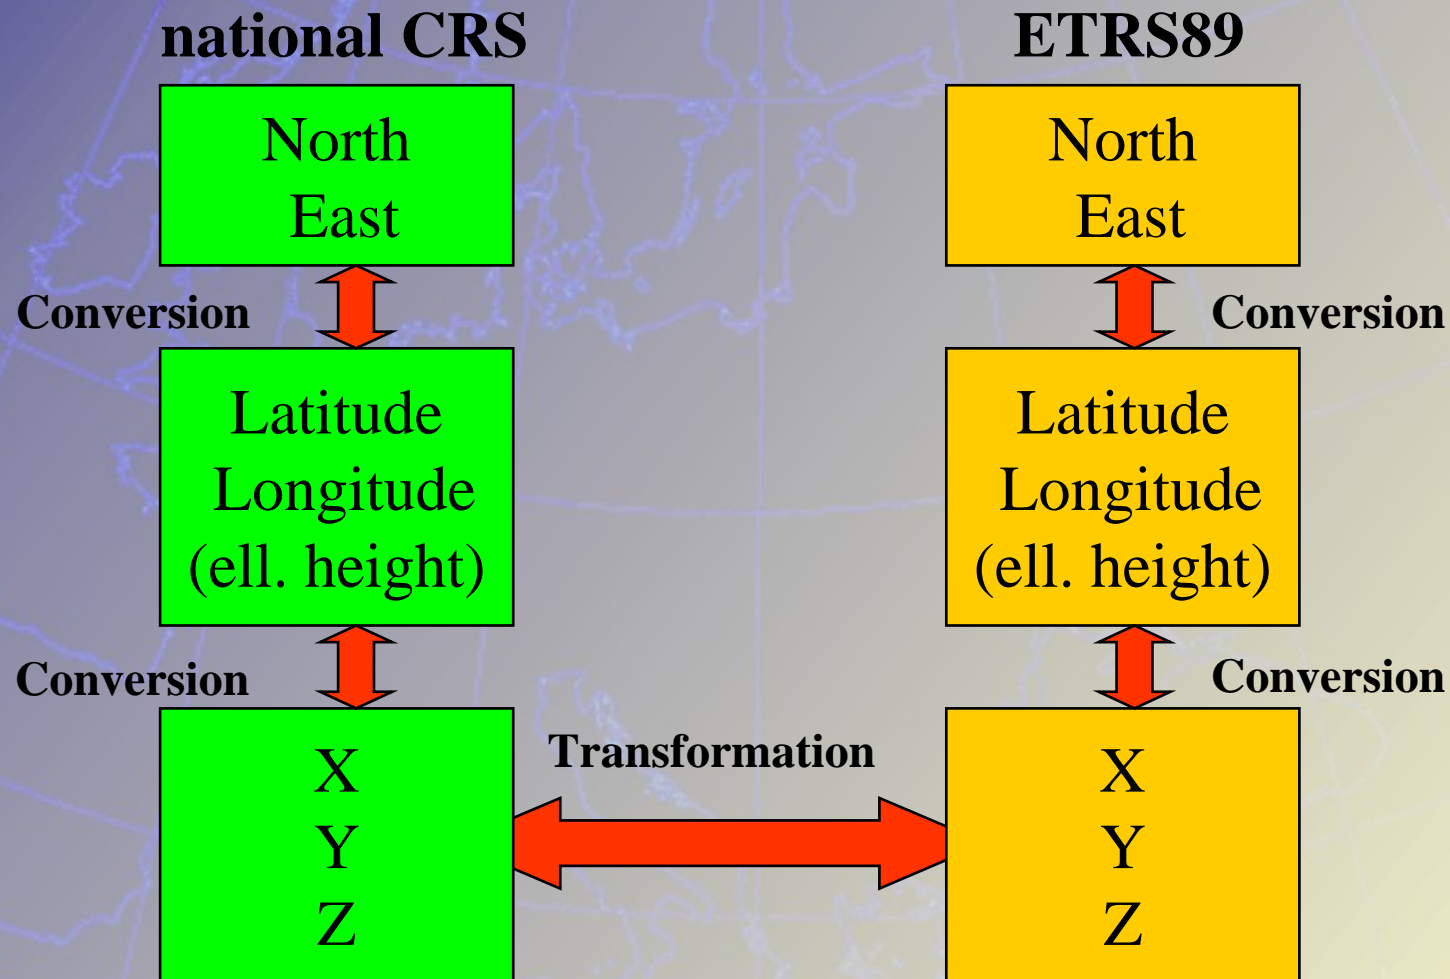 national CRS
ETRS89
North
East
North
East
Conversion
Conversion
Latitude
Longitude
(ell. height)
Latitude
Longitude
(ell. height)
Conversion
Conversion
X
Y
Z
Transformation
X
Y
Z